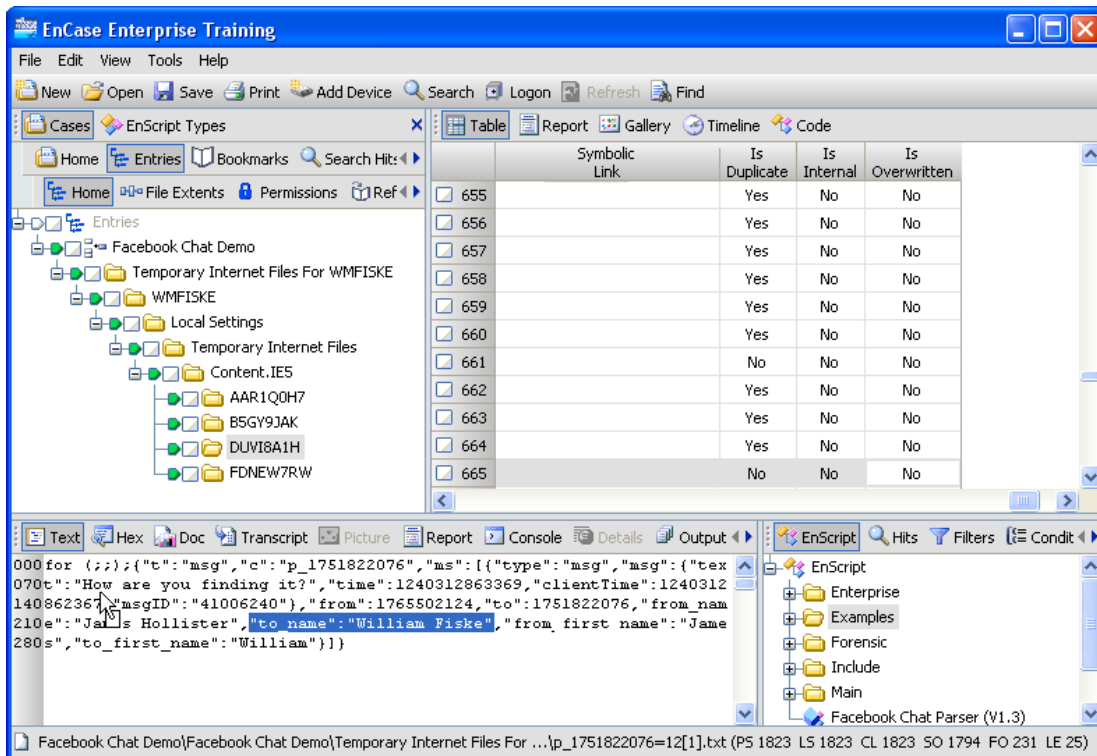 EnCase Enterprise Training
File Edit View Tools Help
New Open Save Print Add Device Search Logon Refresh Find
Cases EnScript Types
Home Entries Bookmarks Search Hits
Home File Extents Permissions Ref
Entries
Facebook Chat Demo
Temporary Internet Files For WMFISKE
WMFISKE
Local Settings
Temporary Internet Files
Content.IE5
AAR1Q0H7
B5GY9JAK
DUVI8A1H
FDNEW7RW
Table Report Gallery Timeline Code
Symbolic Link Is Duplicate Is Internal Is Overwritten
655 Yes No No
656 Yes No No
657 Yes No No
658 Yes No No
659 Yes No No
660 Yes No No
661 No No No
662 Yes No No
663 Yes No No
664 Yes No No
665 No No No
Text Hex Doc Transcript Picture Report Console Details Output
000for (;;);{"t":"msg","c":"p_1751822076","ms":[{"type":"msg","msg":{"tex
070t":"How are you finding it?","time":1240312863369,"clientTime":1240312
140862367,"msgID":"41006240"},"from":1765502124,"to":1751822076,"from_nam
210e":"James Hollister","to_name":"William Fiske","from_first_name":"Jame
280s","to_first_name":"William"}]}
EnScript Hits Filters Condit
EnScript
Enterprise
Examples
Forensic
Include
Main
Facebook Chat Parser (V1.3)
Facebook Chat Demo\Facebook Chat Demo\Temporary Internet Files For ...\p_1751822076=12[1].txt (PS 1823 LS 1823 CL 1823 SO 1794 FO 231 LE 25)